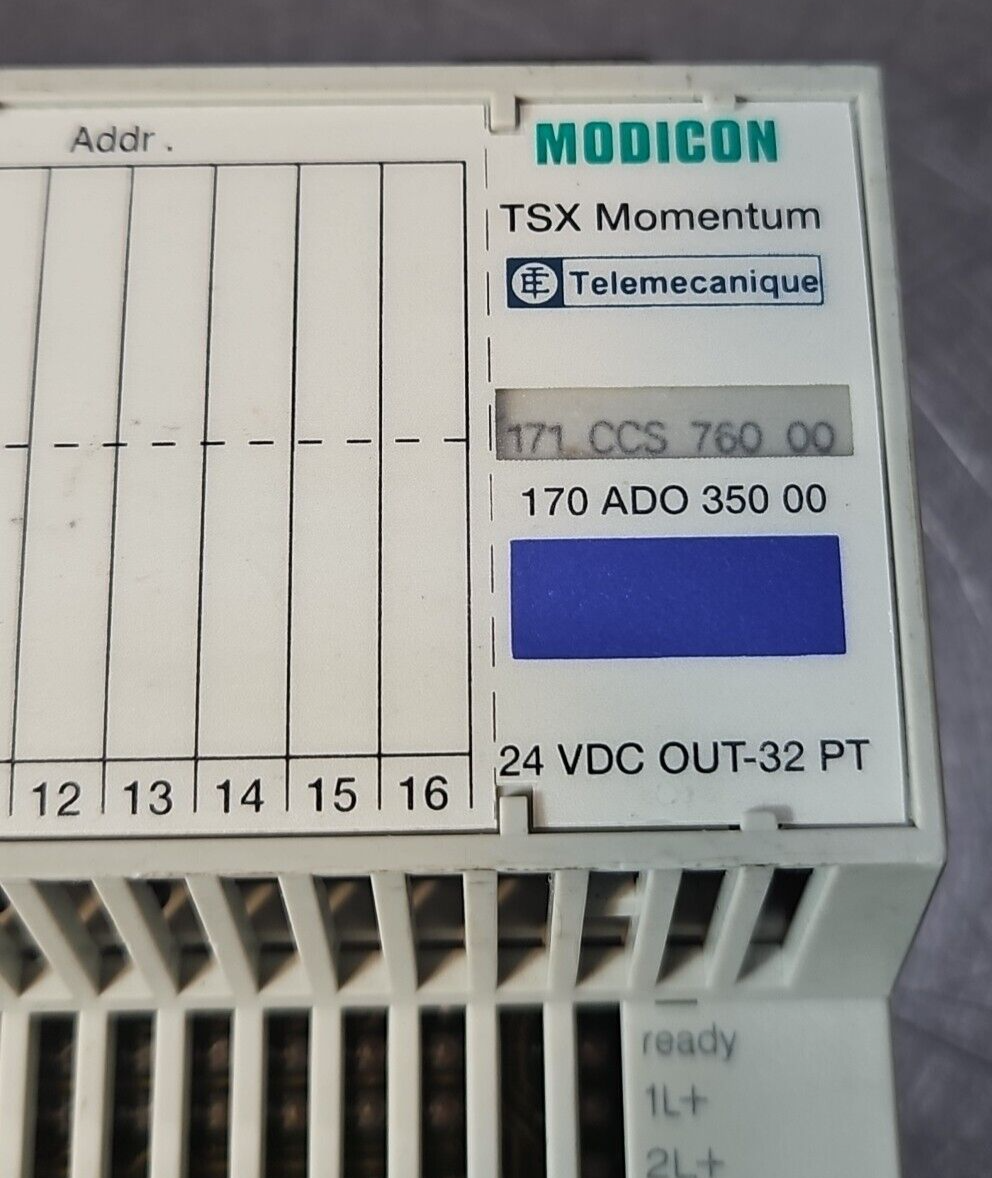 Addr .
MODICON
TSX Momentum
Telemecanique
171 CCS 760 00
170 ADO 350 00
24 VDC OUT-32 PT
12 13 14 15 16
ready
1L+
2L+